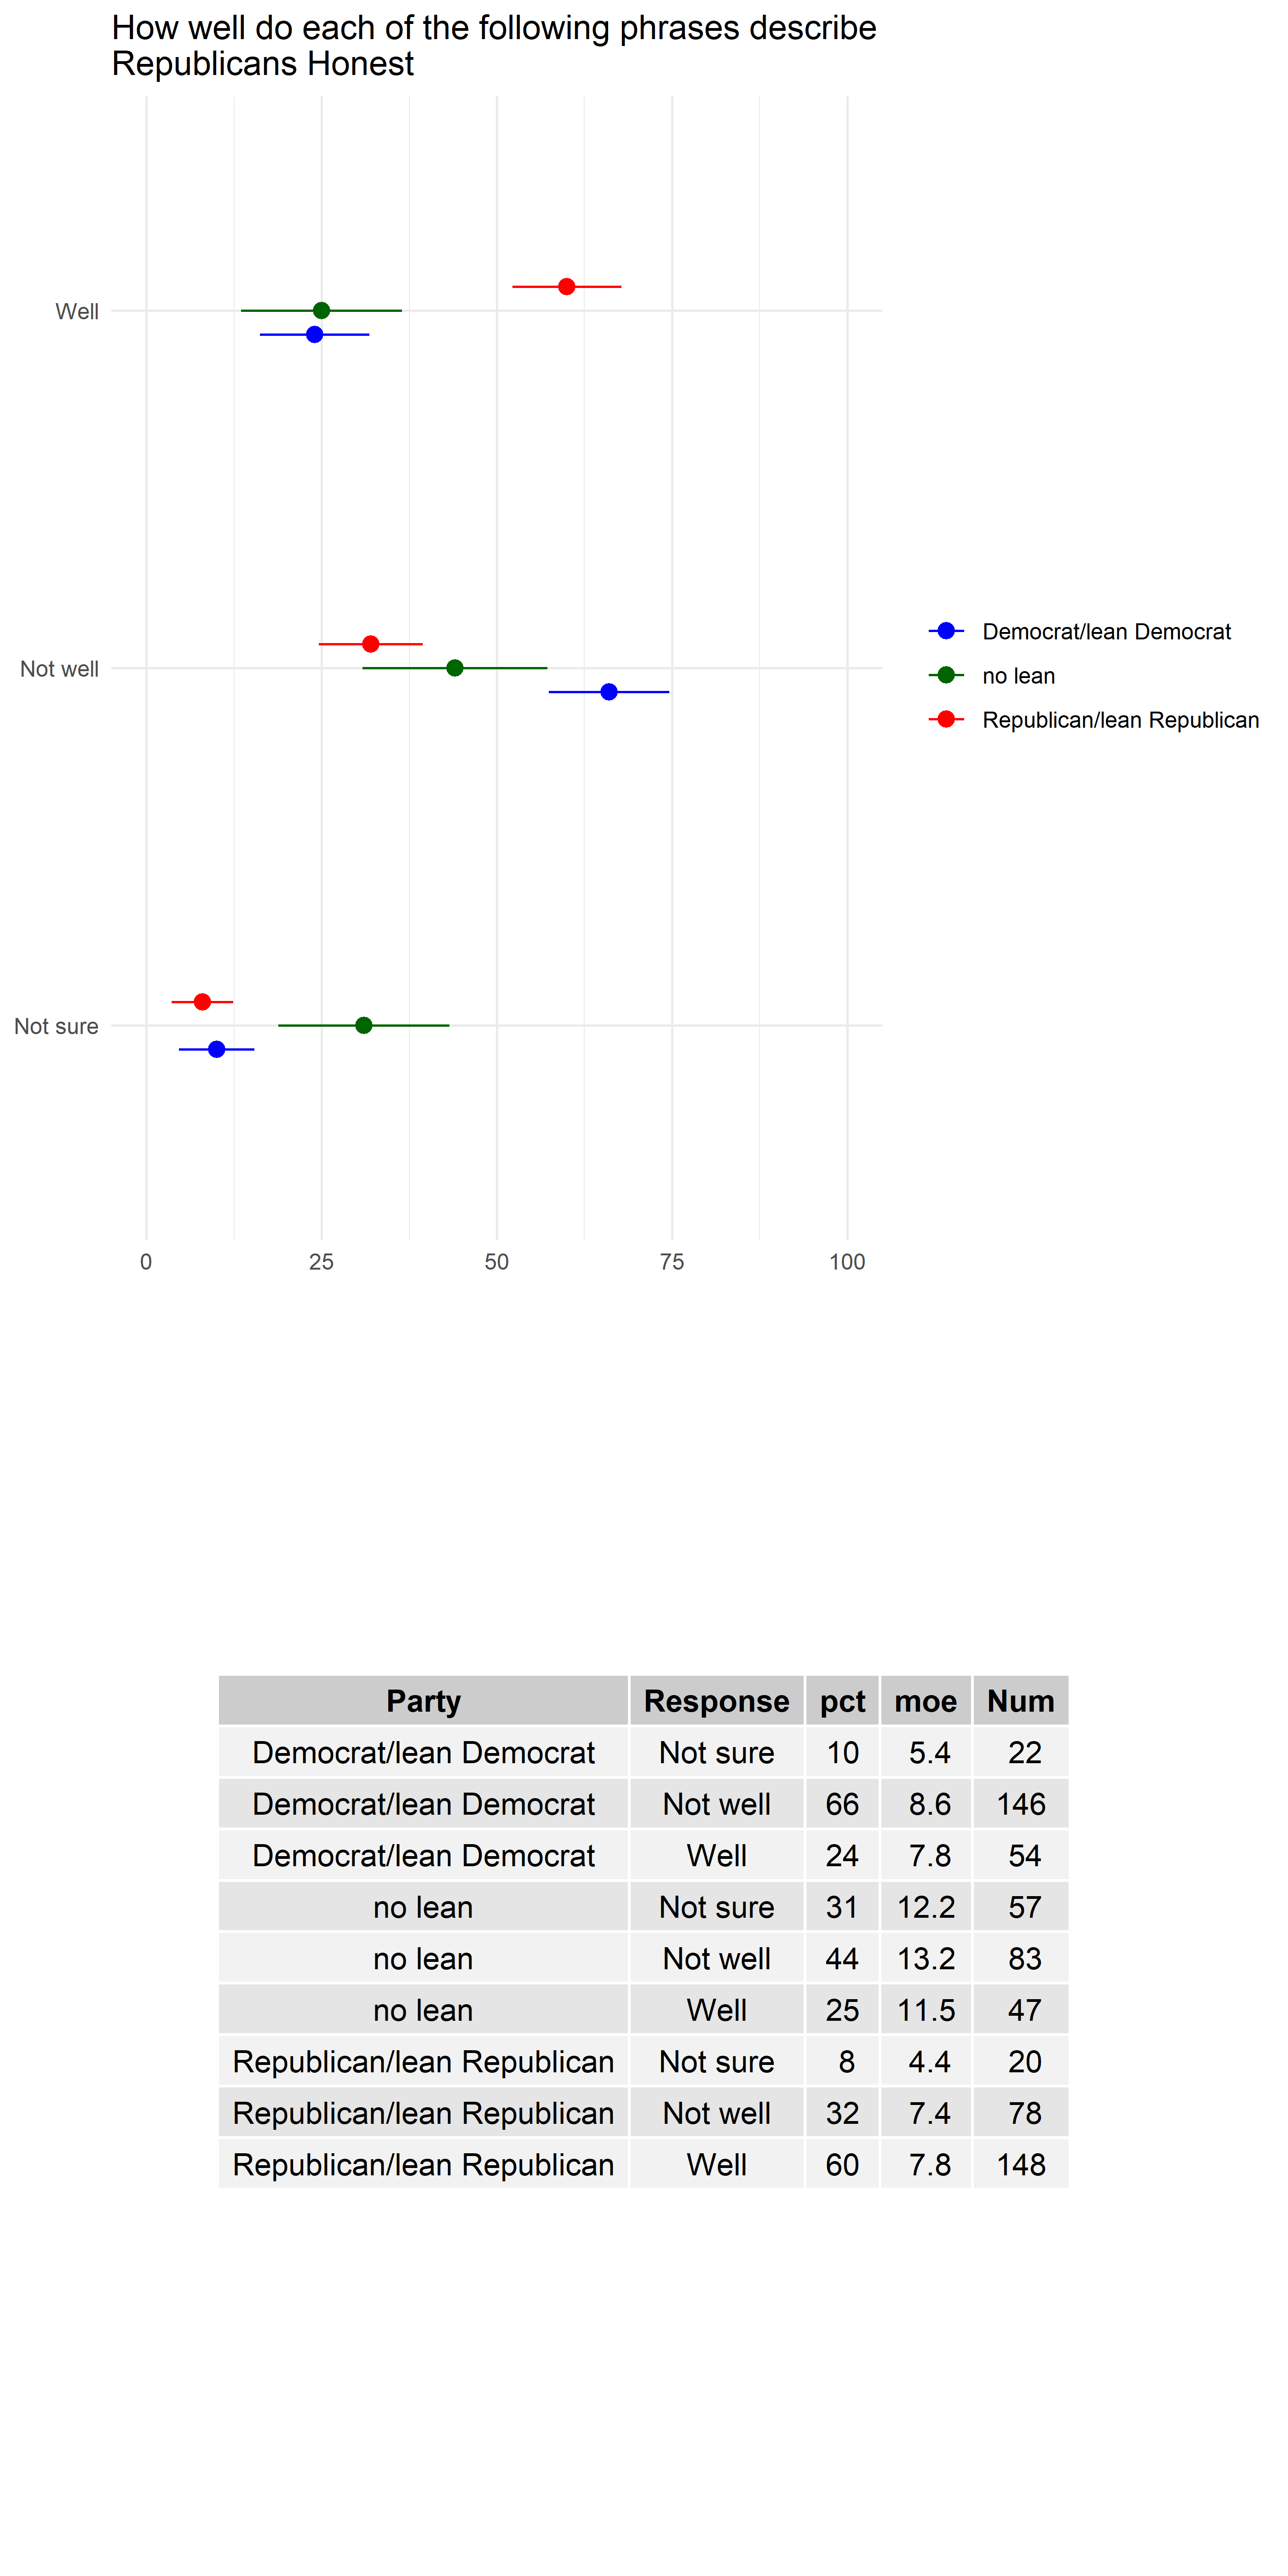 How well do each of the following phrases describe
Republicans Honest
Well
Not well
Not sure
0 25 50 75 100
Democrat/lean Democrat
no lean
Republican/lean Republican
Party Response pct moe Num
Democrat/lean Democrat Not sure 10 5.4 22
Democrat/lean Democrat Not well 66 8.6 146
Democrat/lean Democrat Well 24 7.8 54
no lean Not sure 31 12.2 57
no lean Not well 44 13.2 83
no lean Well 25 11.5 47
Republican/lean Republican Not sure 8 4.4 20
Republican/lean Republican Not well 32 7.4 78
Republican/lean Republican Well 60 7.8 148